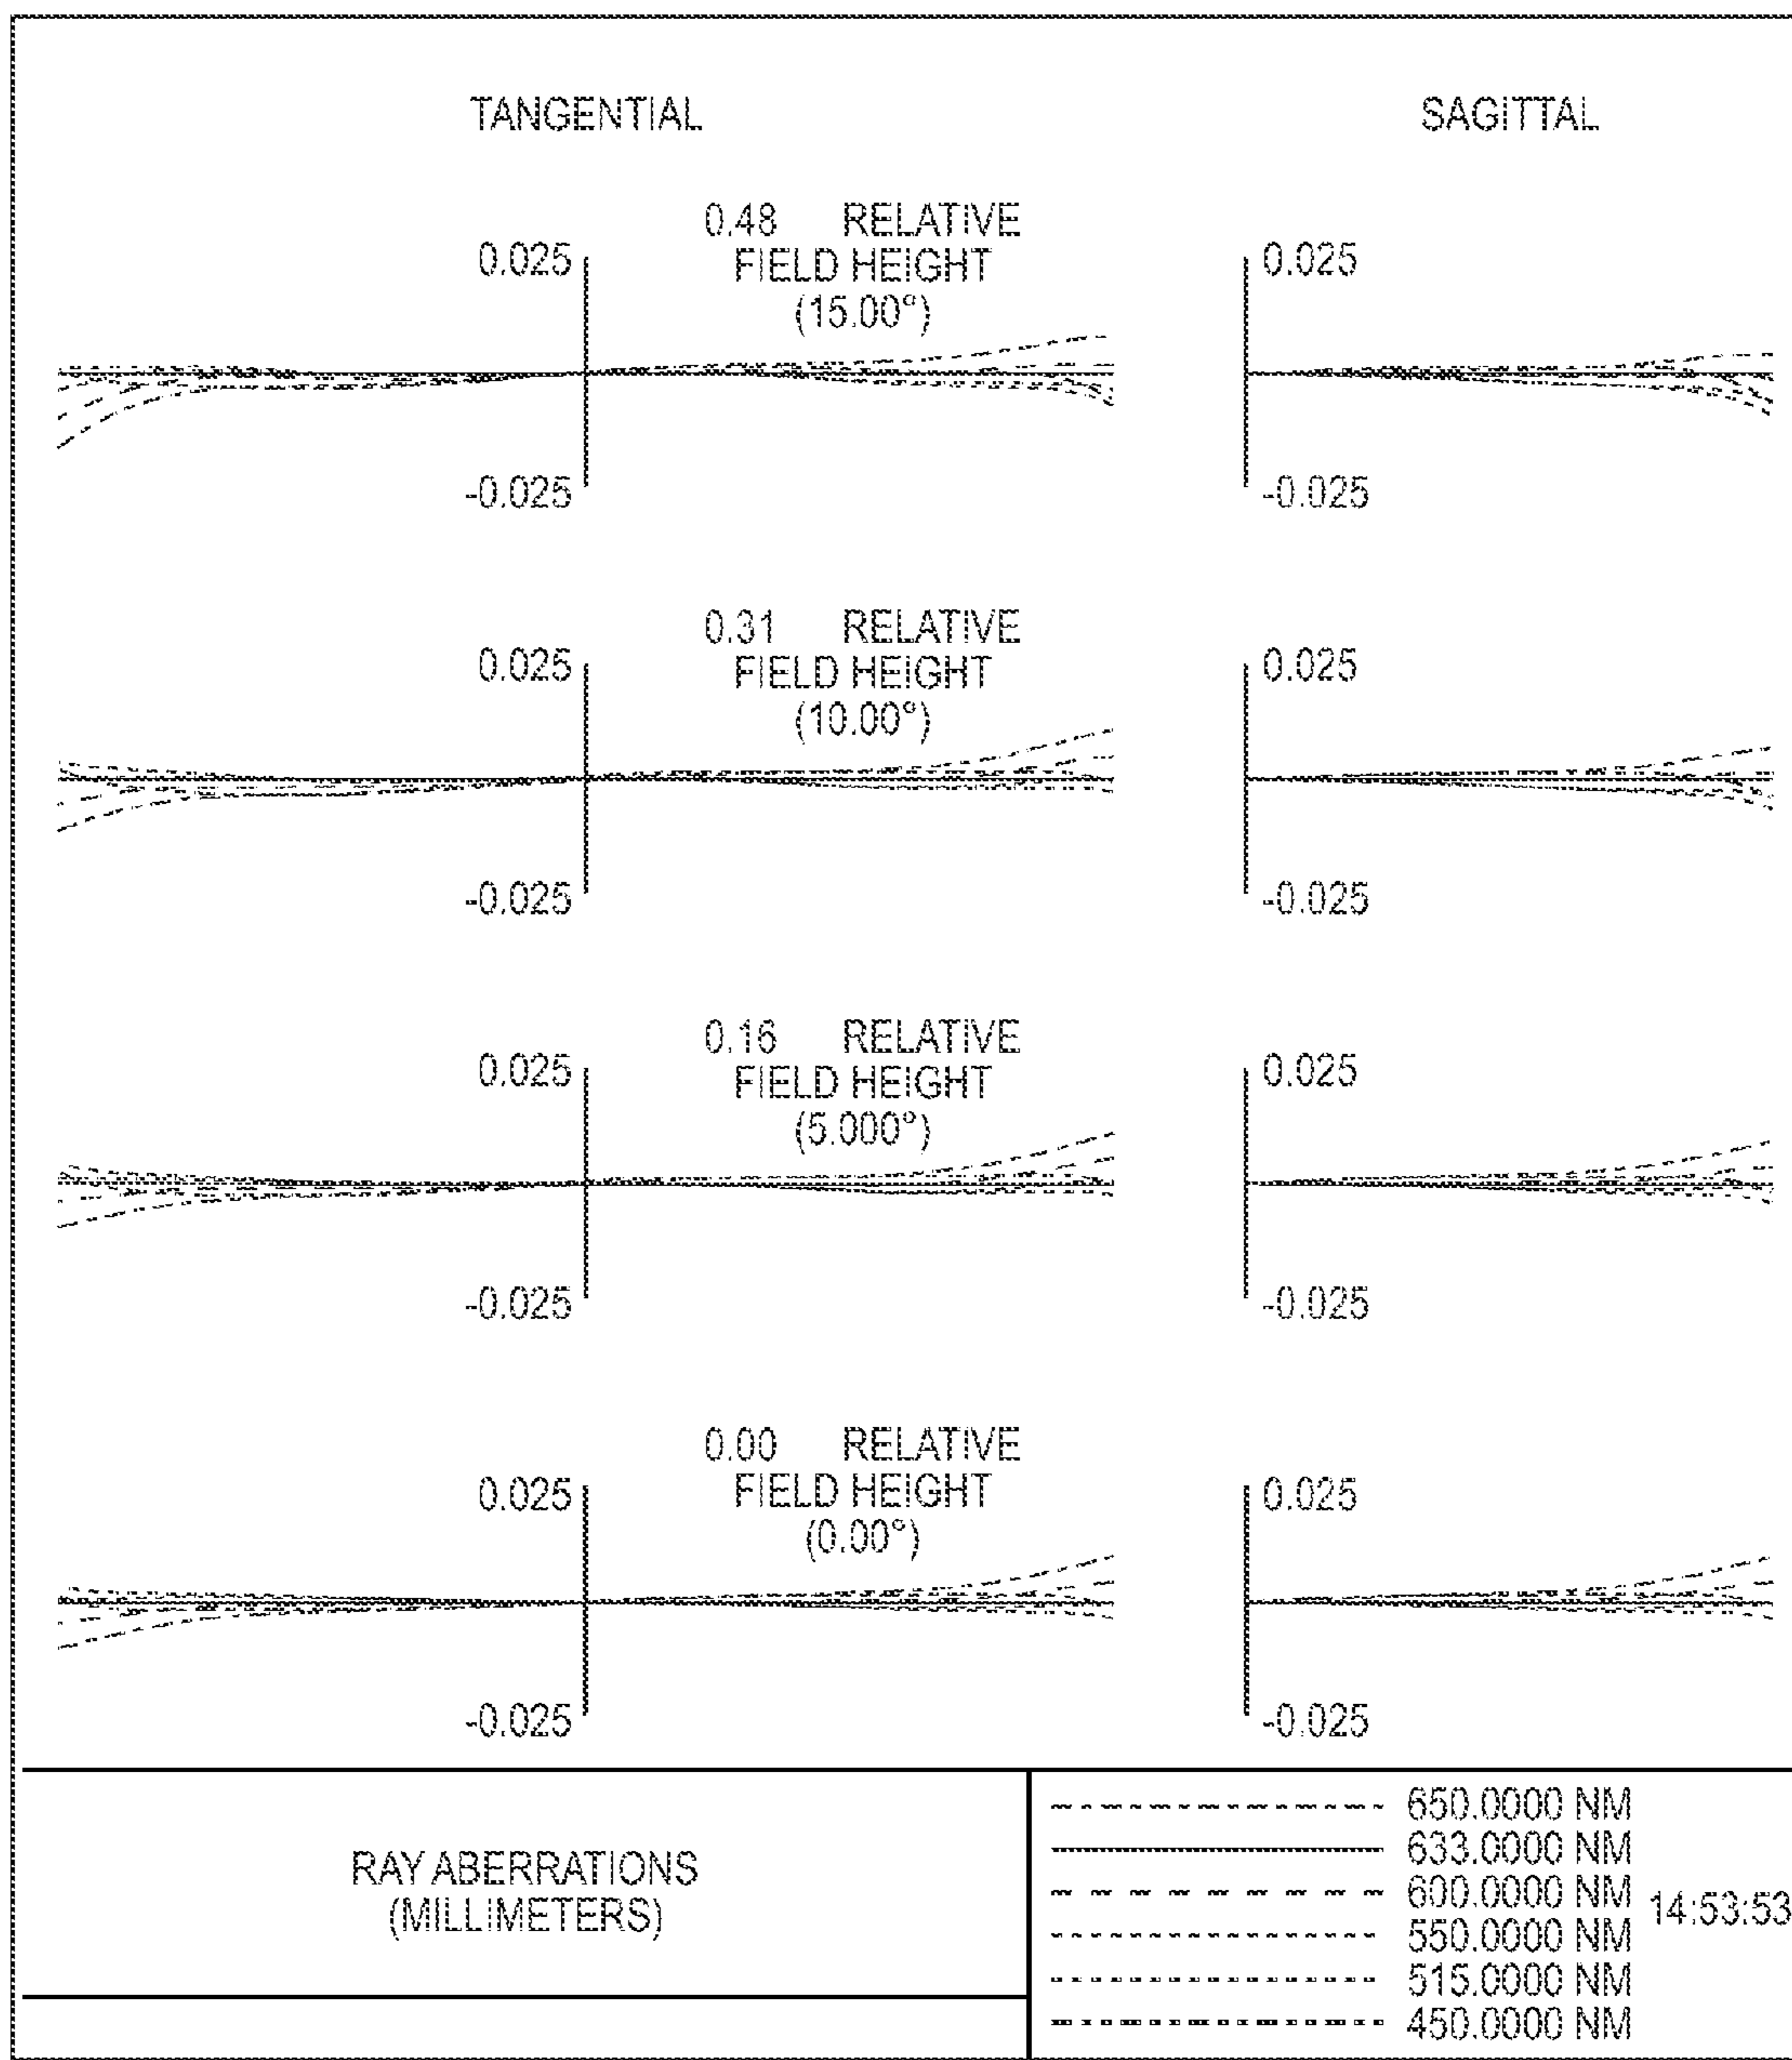 TANGENTIAL SAGITTAL
0.48 RELATIVE
FIELD HEIGHT
(15.00°)
0.025 0.025
-0.025 -0.025
0.31 RELATIVE
FIELD HEIGHT
(10.00°)
0.025 0.025
-0.025 -0.025
0.16 RELATIVE
FIELD HEIGHT
(5.000°)
0.025 0.025
-0.025 -0.025
0.00 RELATIVE
FIELD HEIGHT
(0.00°)
0.025 0.025
-0.025 -0.025
RAY ABERRATIONS
(MILLIMETERS)
650.0000 NM
633.0000 NM
600.0000 NM
550.0000 NM
515.0000 NM
450.0000 NM
14:53:53